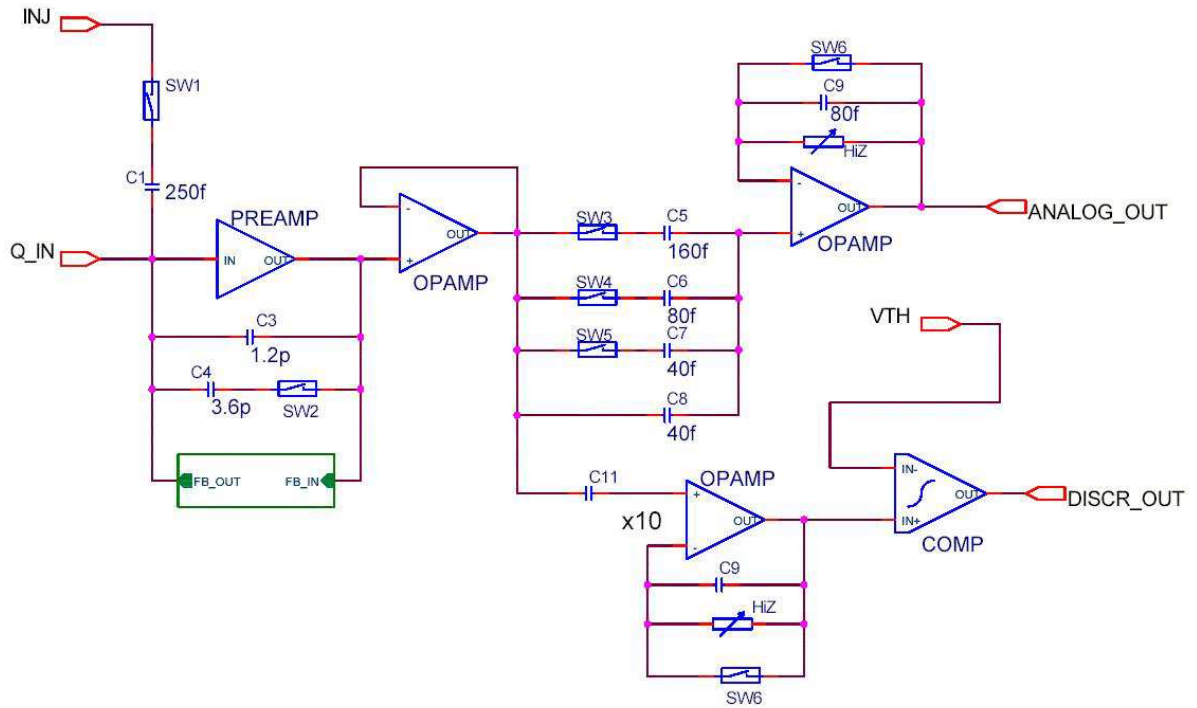 INJ
SW1
C1
250f
PREAMP
Q_IN
IN
OUT
C3
1.2p
C4
3.6p
SW2
FB_OUT
FB_IN
-
+
OUT
OPAMP
SW3
C5
160f
SW4
C6
80f
SW5
C7
40f
C8
40f
SW6
C9
80f
HiZ
-
+
OUT
OPAMP
ANALOG_OUT
VTH
C11
x10
OPAMP
+
-
OUT
C9
HiZ
SW6
IN-
IN+
OUT
COMP
DISCR_OUT